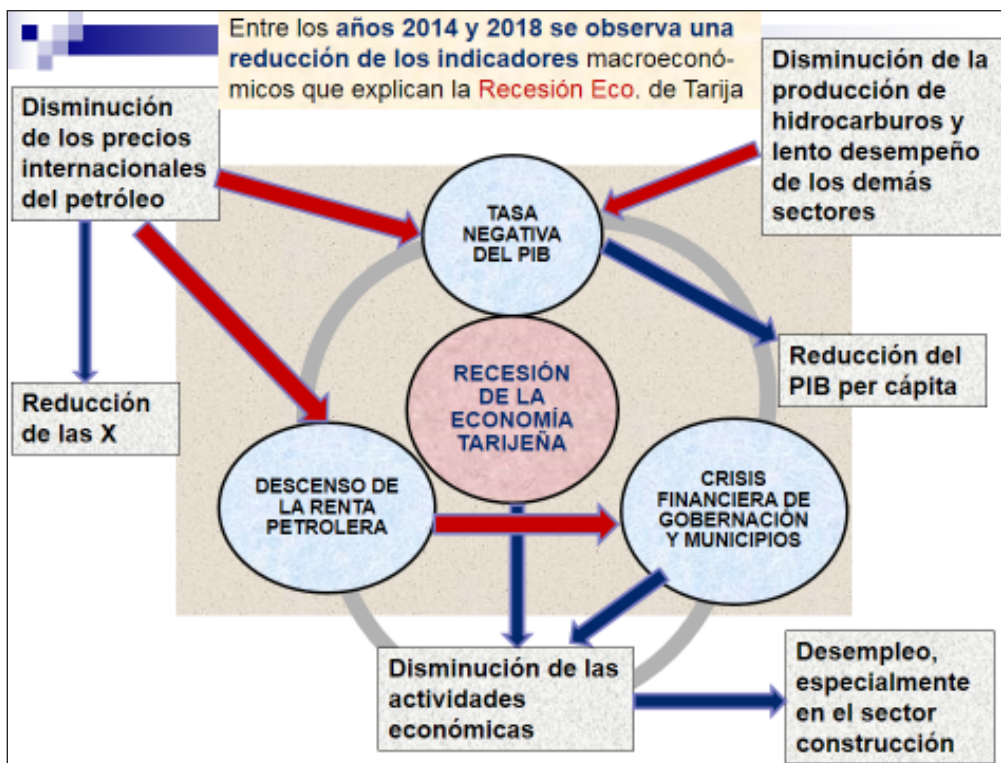 Entre los años 2014 y 2018 se observa una
reducción de los indicadores macroeconó-
micos que explican la Recesión Eco. de Tarija
Disminución
de los precios
internacionales
del petróleo
Disminución de la
producción de
hidrocarburos y
lento desempeño
de los demás
sectores
TASA
NEGATIVA
DEL PIB
Reducción del
PIB per cápita
Reducción
de las X
RECESIÓN
DE LA
ECONOMÍA
TARIJEÑA
DESCENSO DE
LA RENTA
PETROLERA
CRISIS
FINANCIERA DE
GOBERNACIÓN
Y MUNICIPIOS
Disminución de las
actividades
económicas
Desempleo,
especialmente
en el sector
construcción